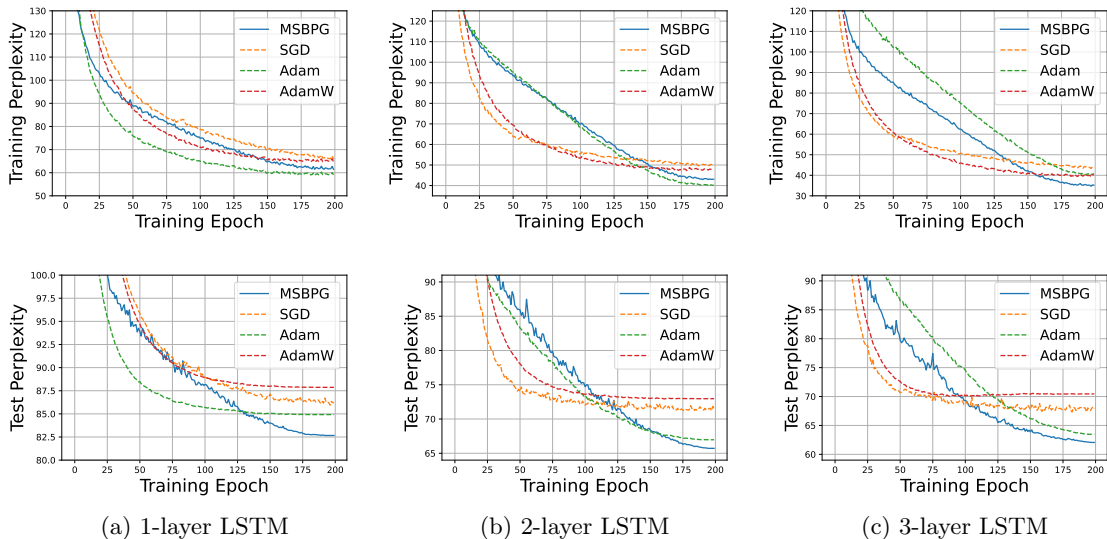 130
120
110
100
90
80
70
60
50
0 25 50 75 100 125 150 175 200
Training Perplexity
Training Epoch
MSBPG
SGD
Adam
AdamW
120
100
80
60
40
0 25 50 75 100 125 150 175 200
Training Perplexity
Training Epoch
MSBPG
SGD
Adam
AdamW
120
110
100
90
80
70
60
50
40
30
0 25 50 75 100 125 150 175 200
Training Perplexity
Training Epoch
MSBPG
SGD
Adam
AdamW
100.0
97.5
95.0
92.5
90.0
87.5
85.0
82.5
80.0
0 25 50 75 100 125 150 175 200
Test Perplexity
Training Epoch
MSBPG
SGD
Adam
AdamW
90
85
80
75
70
65
0 25 50 75 100 125 150 175 200
Test Perplexity
Training Epoch
MSBPG
SGD
Adam
AdamW
90
85
80
75
70
65
60
0 25 50 75 100 125 150 175 200
Test Perplexity
Training Epoch
MSBPG
SGD
Adam
AdamW
(a) 1-layer LSTM
(b) 2-layer LSTM
(c) 3-layer LSTM